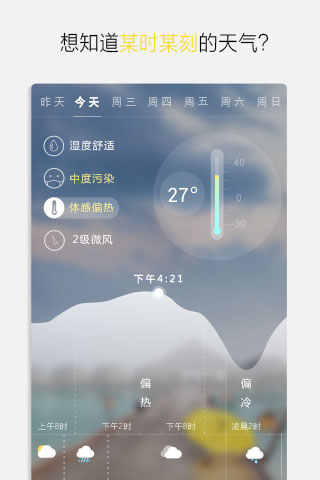 想知道某时某刻的天气?
昨天 今天 周三 周四 周五 周六 周日
湿度舒适
中度污染
体感偏热
2级微风
40
27°
0
-30
下午4:21
偏热
偏冷
上午8时 下午2时 下午8时 凌晨2时